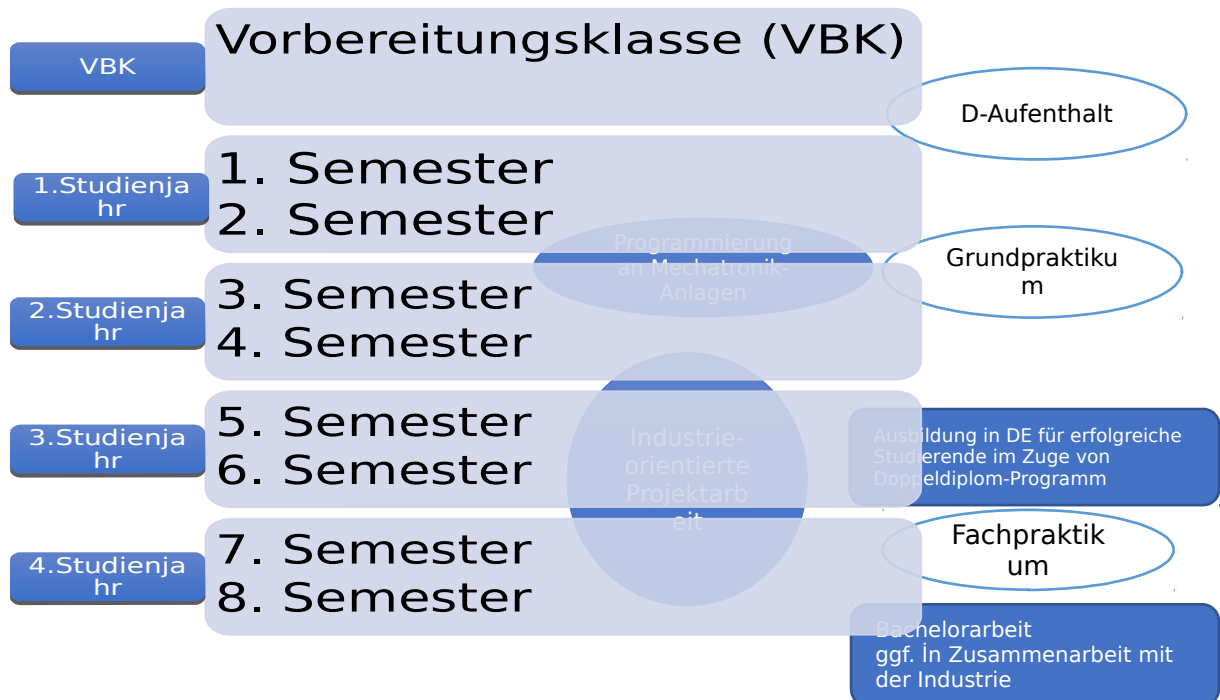 VBK
Vorbereitungsklasse (VBK)
D-Aufenthalt
1.Studienja
hr
1. Semester
2. Semester
Programmierung
an Mechatronik-
Anlagen
Grundpraktiku
m
2.Studienja
hr
3. Semester
4. Semester
3.Studienja
hr
5. Semester
6. Semester
Industrie-
orientierte
Projektarb
eit
Ausbildung in DE für erfolgreiche
Studierende im Zuge von
Doppeldiplom-Programm
4.Studienja
hr
7. Semester
8. Semester
Fachpraktik
um
Bachelorarbeit
ggf. İn Zusammenarbeit mit
der Industrie